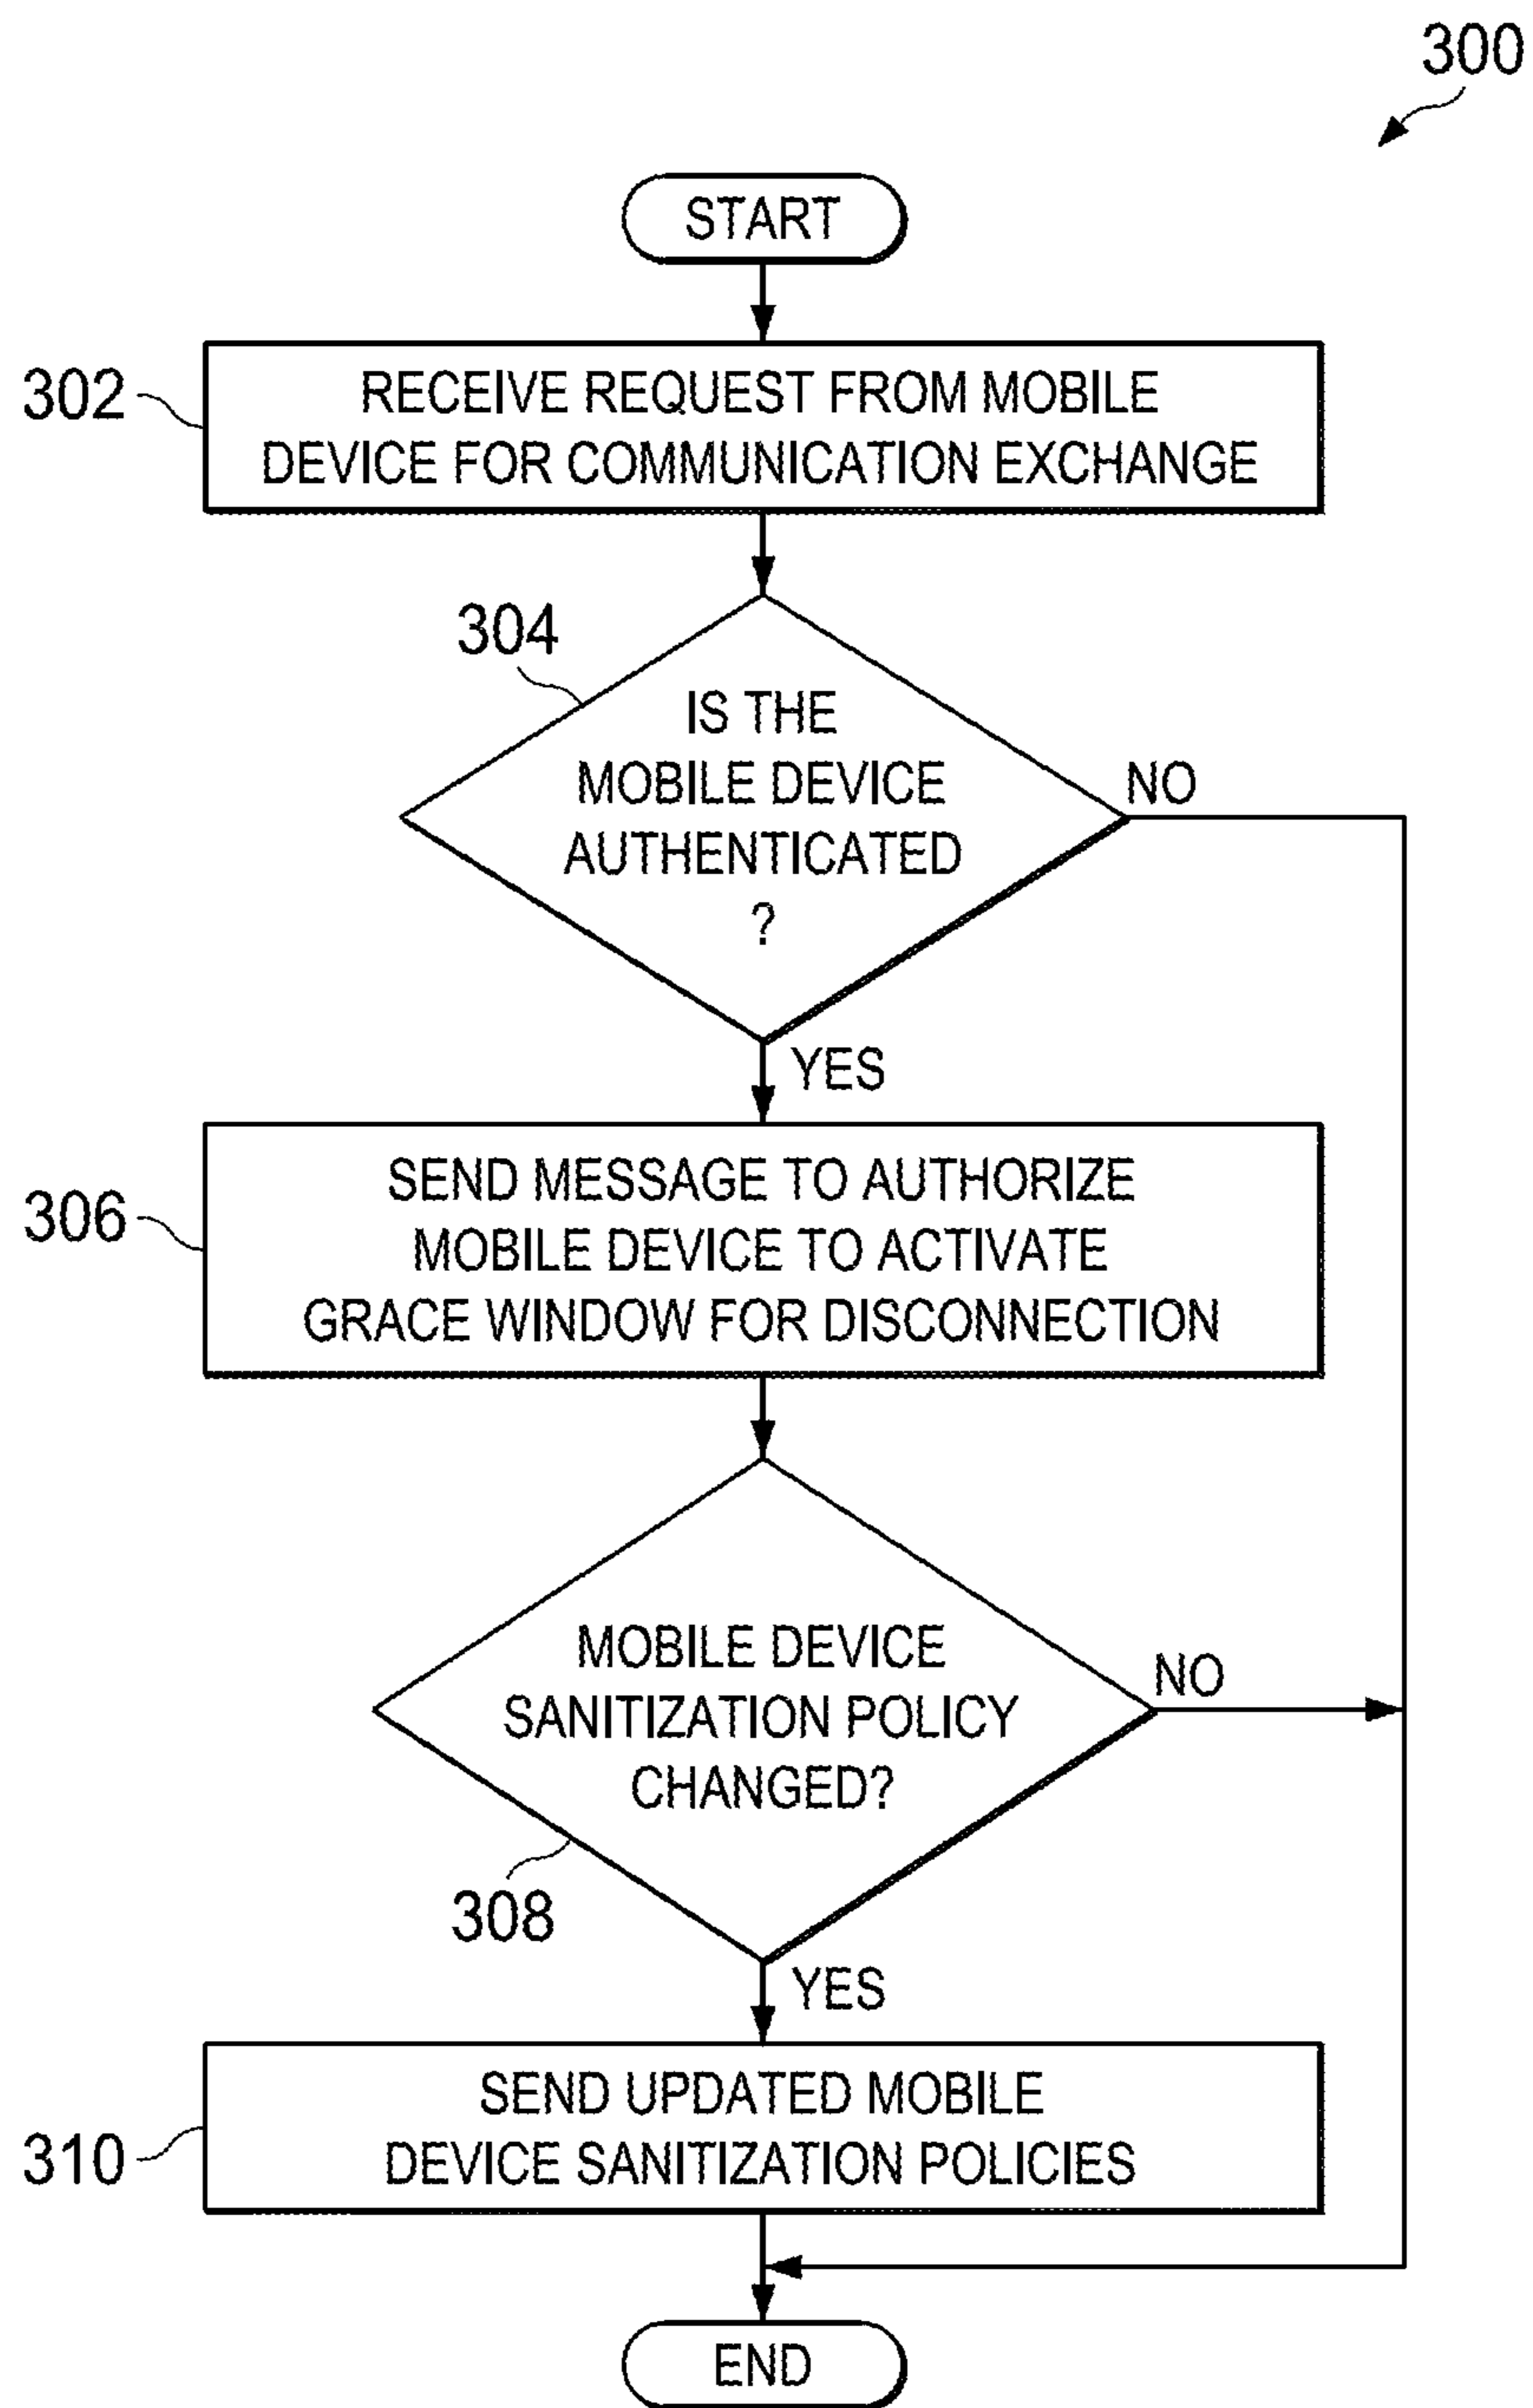 300
START
302
RECEIVE REQUEST FROM MOBILE
DEVICE FOR COMMUNICATION EXCHANGE
304
IS THE
MOBILE DEVICE
AUTHENTICATED
?
NO
YES
306
SEND MESSAGE TO AUTHORIZE
MOBILE DEVICE TO ACTIVATE
GRACE WINDOW FOR DISCONNECTION
MOBILE DEVICE
SANITIZATION POLICY
CHANGED?
NO
308
YES
310
SEND UPDATED MOBILE
DEVICE SANITIZATION POLICIES
END